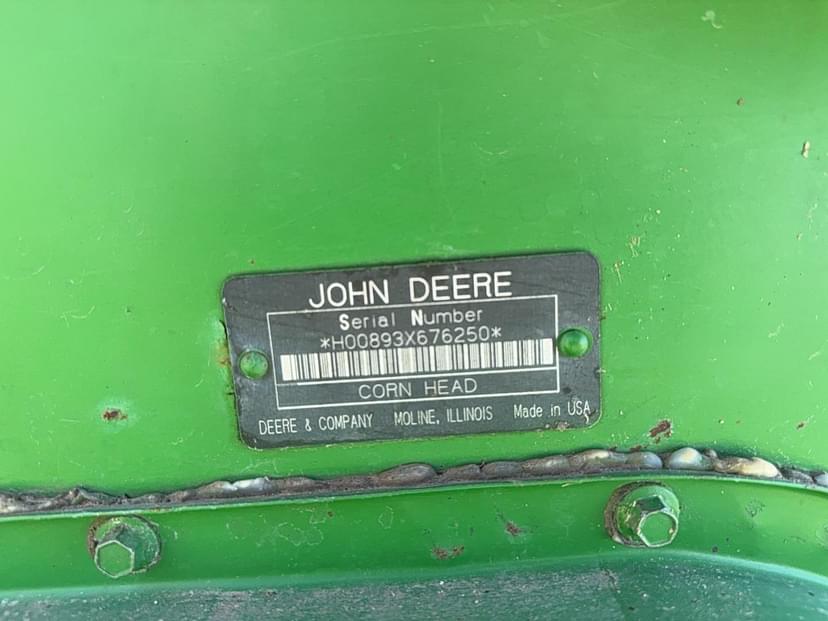 JOHN DEERE
Serial Number
*H00893X676250*
CORN HEAD
DEERE & COMPANY MOLINE, ILLINOIS Made in USA